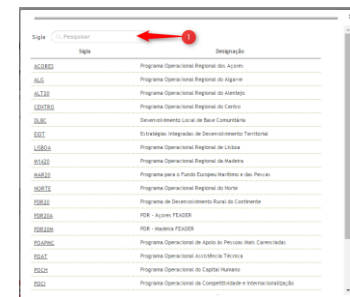 Sigla Pesquisar 1
Sigla Designação
ACORES Programa Operacional Regional dos Açores
ALG Programa Operacional Regional do Algarve
ALT20 Programa Operacional Regional do Alentejo
CENTRO Programa Operacional Regional do Centro
DLBC Desenvolvimento Local de Base Comunitária
EIDT Estratégias Integradas de Desenvolvimento Territorial
LISBOA Programa Operacional Regional de Lisboa
M1420 Programa Operacional Regional da Madeira
MAR20 Programa para o Fundo Europeu Marítimo e das Pescas
NORTE Programa Operacional Regional do Norte
PDR20 Programa de Desenvolvimento Rural do Continente
PDR20A PDR - Açores FEADER
PDR20M PDR - Madeira FEADER
POAPMC Programa Operacional de Apoio às Pessoas Mais Carenciadas
POAT Programa Operacional Assistência Técnica
POCH Programa Operacional do Capital Humano
POCI Programa Operacional da Competitividade e Internacionalização